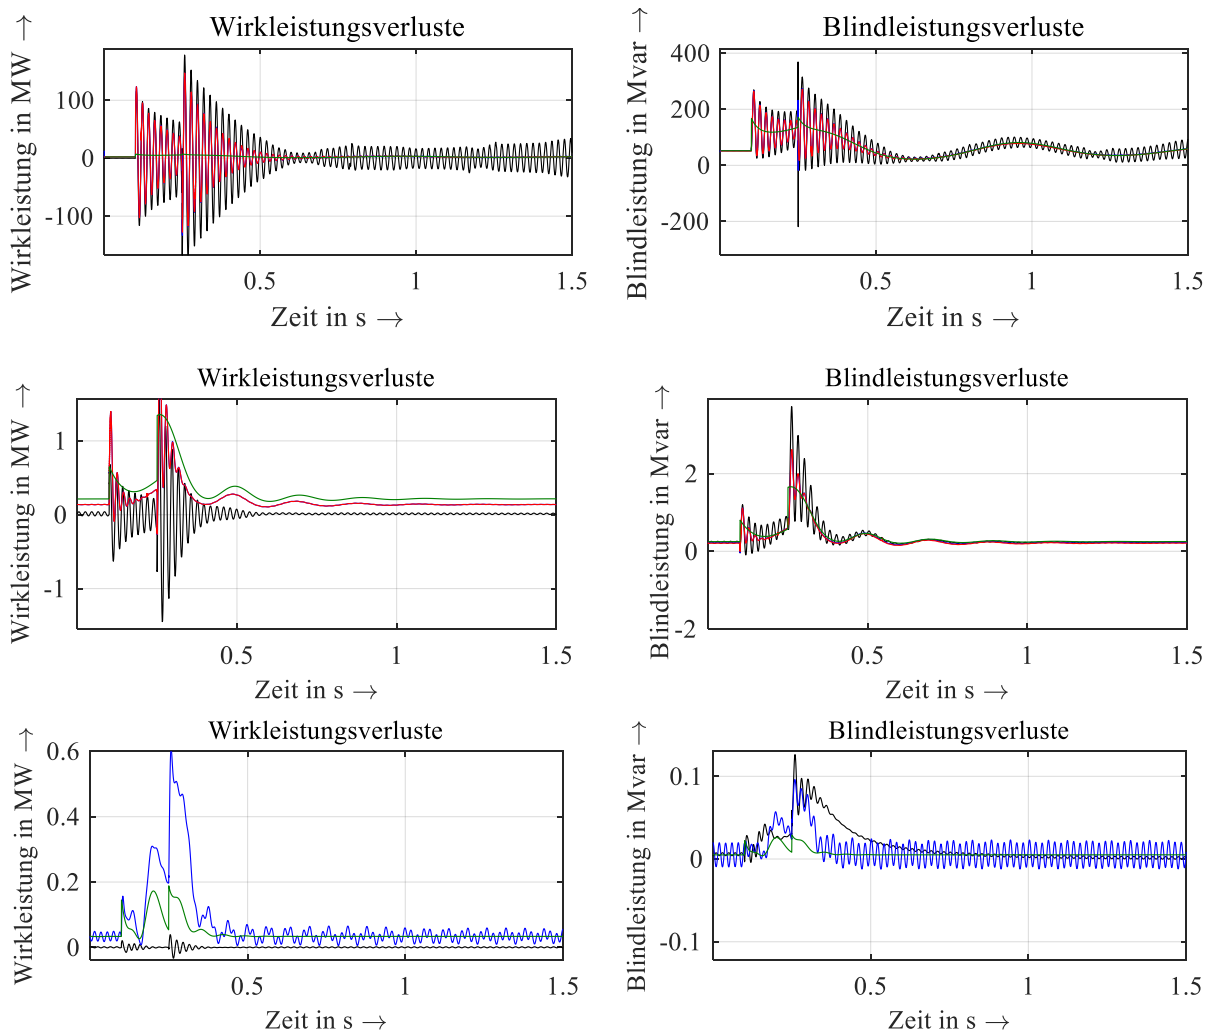 Wirkleistungsverluste
Wirkleistung in MW →
100
0
-100
0.5
1
1.5
Zeit in s →
Blindleistungsverluste
Blindleistung in Mvar →
400
200
0
-200
0.5
1
1.5
Zeit in s →
Wirkleistungsverluste
Wirkleistung in MW →
1
0
-1
0.5
1
1.5
Zeit in s →
Blindleistungsverluste
Blindleistung in Mvar →
2
0
-2
0.5
1
1.5
Zeit in s →
Wirkleistungsverluste
Wirkleistung in MW →
0.6
0.4
0.2
0
0.5
1
1.5
Zeit in s →
Blindleistungsverluste
Blindleistung in Mvar →
0.1
0
-0.1
0.5
1
1.5
Zeit in s →